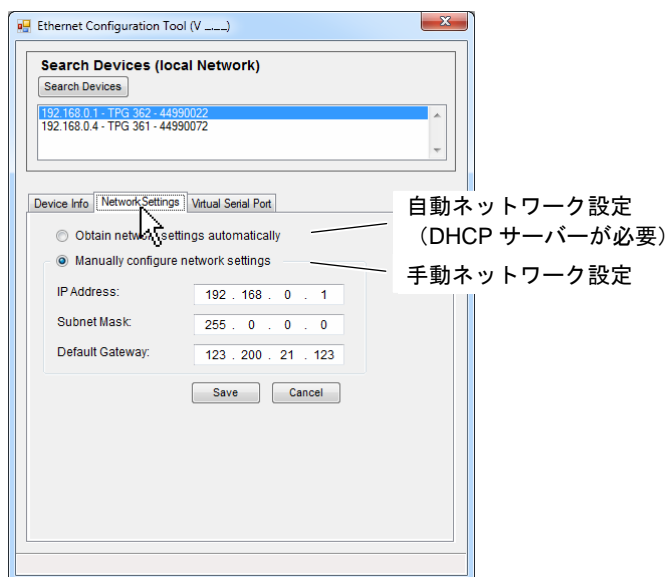 Ethernet Configuration Tool (V _._._)
Search Devices (local Network)
Search Devices
192.168.0.1 - TPG 362 - 44990022
192.168.0.4 - TPG 361 - 44990072
Device Info Network Settings Virtual Serial Port
自動ネットワーク設定
（DHCP サーバーが必要）
Obtain network settings automatically
Manually configure network settings
手動ネットワーク設定
IP Address: 192 . 168 . 0 . 1
Subnet Mask: 255 . 0 . 0 . 0
Default Gateway: 123 . 200 . 21 . 123
Save Cancel